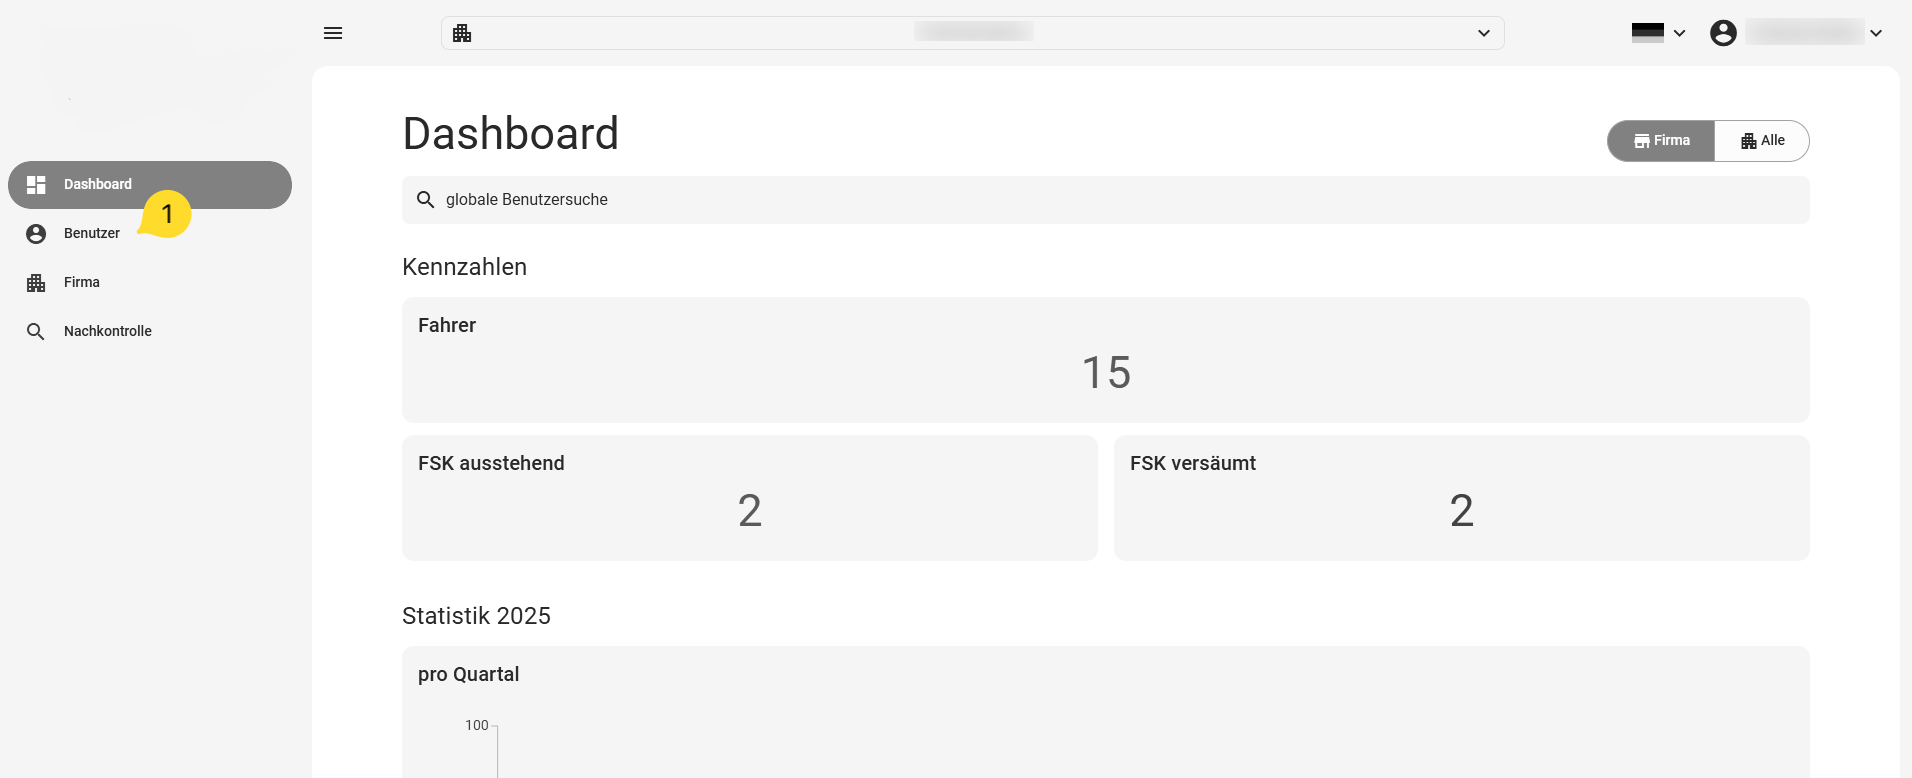 Dashboard
1
Benutzer
Firma
Nachkontrolle
Dashboard
Firma
Alle
globale Benutzersuche
Kennzahlen
Fahrer
15
FSK ausstehend
2
FSK versäumt
2
Statistik 2025
pro Quartal
100